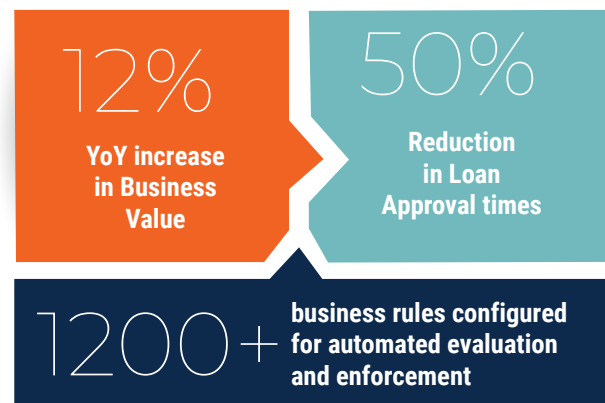 12%
YoY increase
in Business
Value
50%
Reduction
in Loan
Approval times
1200+
business rules configured
for automated evaluation
and enforcement